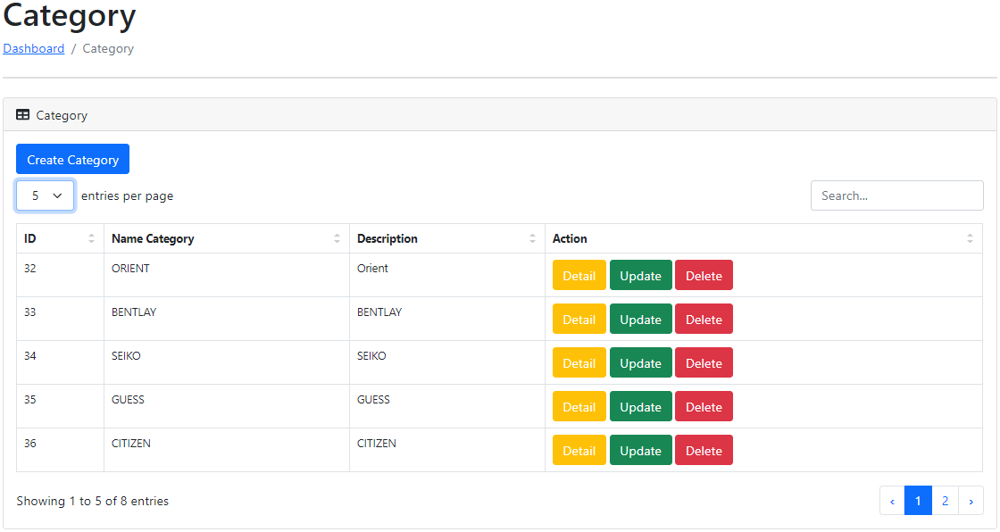 Category
Dashboard / Category
Category
Create Category
5 entries per page Search...
ID Name Category Description Action
32 ORIENT Orient Detail Update Delete
33 BENTLAY BENTLAY Detail Update Delete
34 SEIKO SEIKO Detail Update Delete
35 GUESS GUESS Detail Update Delete
36 CITIZEN CITIZEN Detail Update Delete
Showing 1 to 5 of 8 entries ‹ 1 2 ›